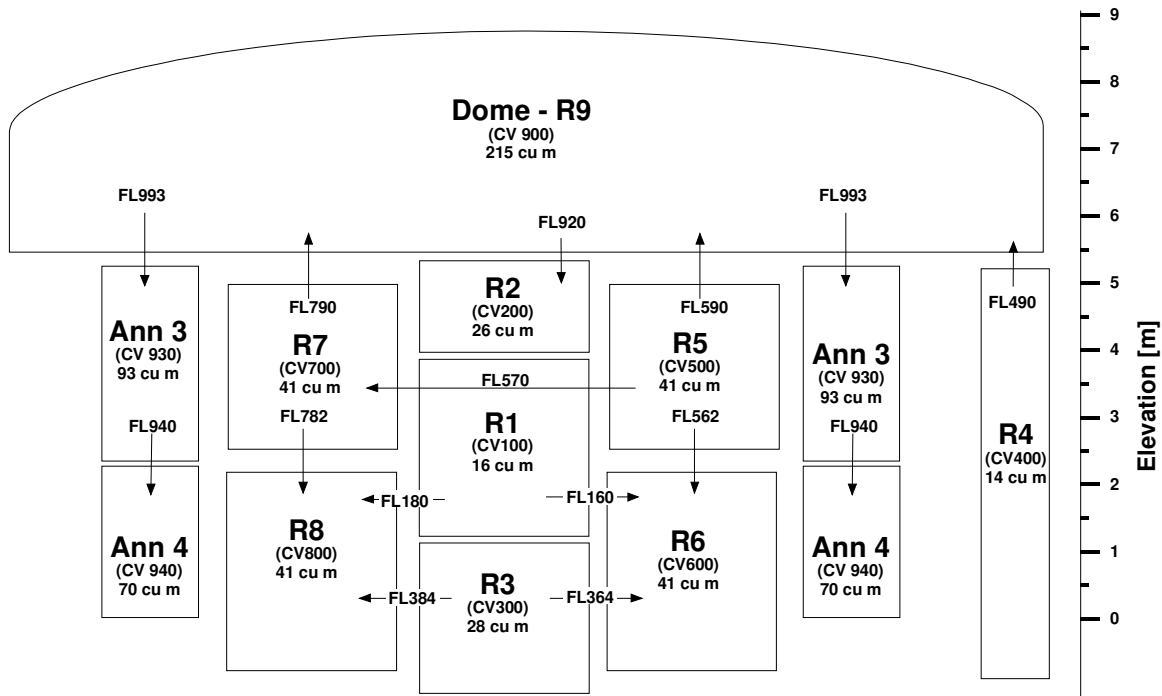 Dome - R9
(CV 900)
215 cu m
FL993
FL920
FL993
FL790
FL590
FL490
R2
(CV200)
26 cu m
Ann 3
(CV 930)
93 cu m
R7
(CV700)
41 cu m
R5
(CV500)
41 cu m
Ann 3
(CV 930)
93 cu m
FL570
FL940
FL782
R1
(CV100)
16 cu m
FL562
FL940
R4
(CV400)
14 cu m
FL180
FL160
Ann 4
(CV 940)
70 cu m
R8
(CV800)
41 cu m
R6
(CV600)
41 cu m
Ann 4
(CV 940)
70 cu m
FL384
R3
(CV300)
28 cu m
FL364
9
8
7
6
5
4
3
2
1
0
Elevation [m]